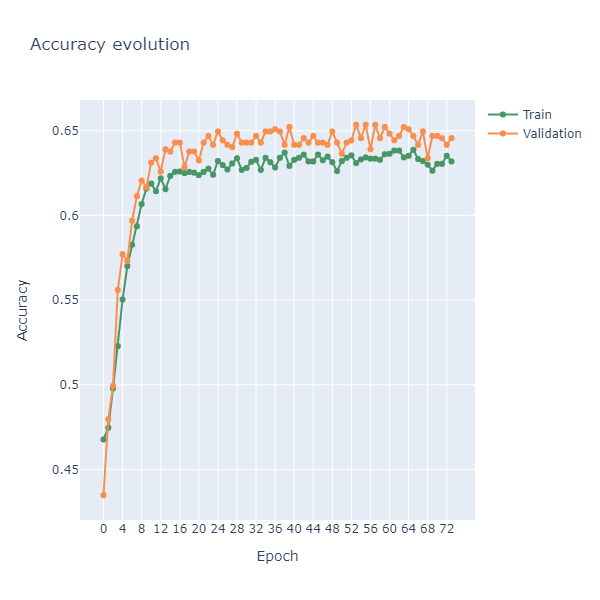 Accuracy evolution
Train
Validation
0.65
0.6
0.55
0.5
0.45
Accuracy
0 4 8 12 16 20 24 28 32 36 40 44 48 52 56 60 64 68 72
Epoch